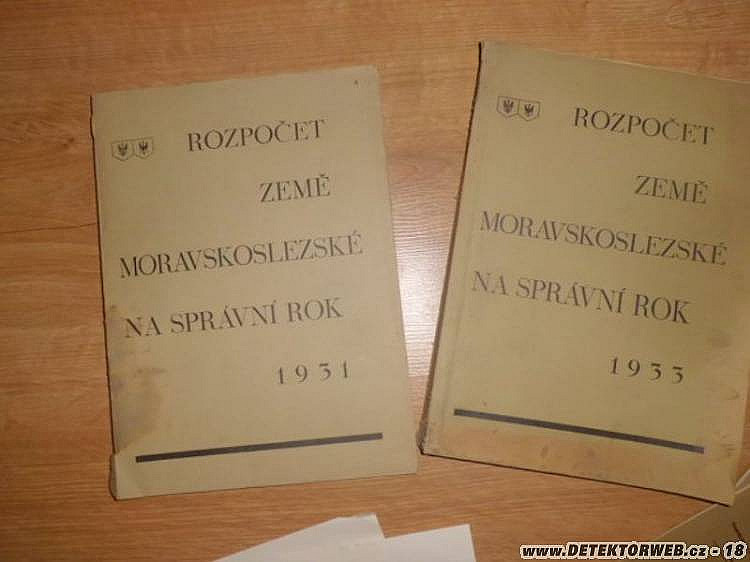 ROZPOČET
ZEMĚ
MORAVSKOSLEZSKÉ
NA SPRÁVNÍ ROK
1931
ROZPOČET
ZEMĚ
MORAVSKOSLEZSKÉ
NA SPRÁVNÍ ROK
1933
www.DETEKTORWEB.cz - 18